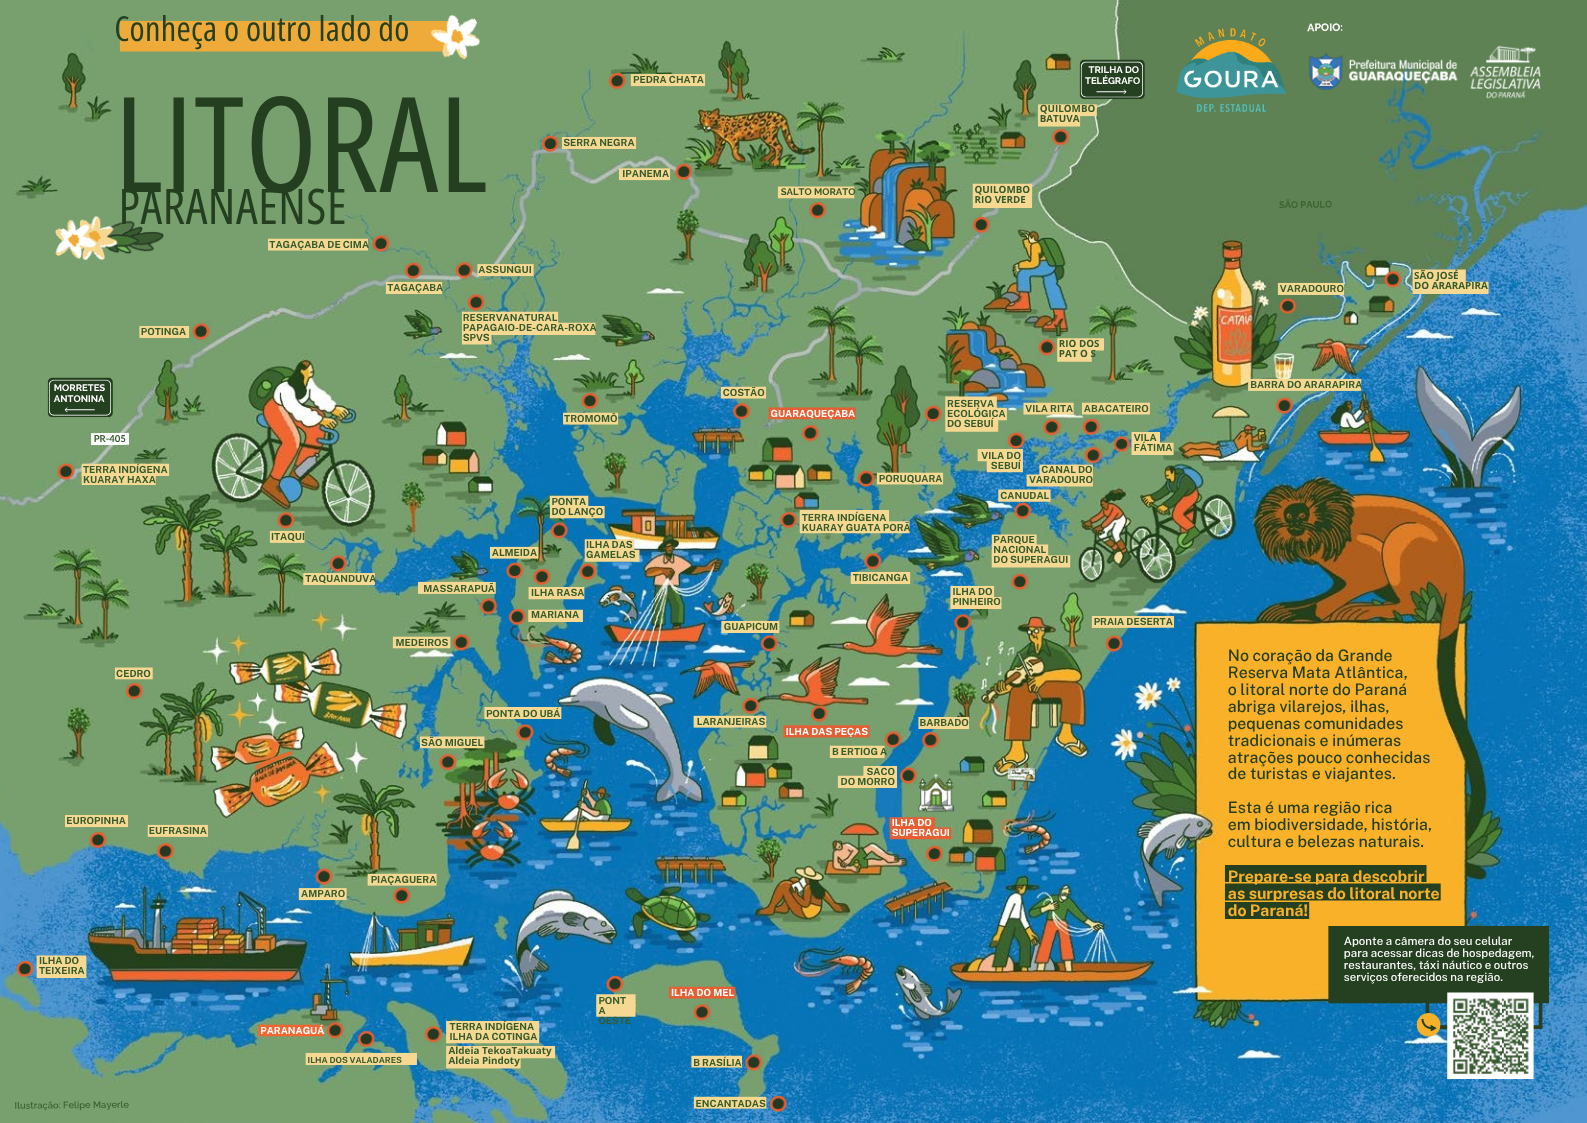 Conheça o outro lado do
LITORAL
PARANAENSE
PEDRA CHATA
SERRA NEGRA
IPANEMA
SALTO MORATO
TRILHA DO
TELÉGRAFO
QUILOMBO
BATUVA
QUILOMBO
RIO VERDE
MANDATO
GOURA
DEP. ESTADUAL
APOIO:
Prefeitura Municipal de
GUARAQUEÇABA
ASSEMBLEIA
LEGISLATIVA
DO PARANÁ
SÃO PAULO
TAGAÇABA DE CIMA
TAGAÇABA
ASSUNGUI
RESERVANATURAL
PAPAGAIO-DE-CARA-ROXA
SPVS
POTINGA
MORRETES
ANTONINA
PR-405
TERRA INDÍGENA
KUARAY HAXA
ITAQUI
TAQUANDUVA
TROMOMÔ
COSTÃO
GUARAQUEÇABA
RIO DOS
PAT O S
CATAIA
VARADOURO
SÃO JOSÉ
DO ARARAPIRA
BARRA DO ARARAPIRA
RESERVA
ECOLÓGICA
DO SEBUÍ
VILA RITA
ABACATEIRO
VILA
FÁTIMA
VILA DO
SEBUÍ
CANAL DO
VARADOURO
PORUQUARA
CANUDAL
TERRA INDÍGENA
KUARAY GUATA PORÃ
PARQUE
NACIONAL
DO SUPERAGUI
TIBICANGA
ILHA DO
PINHEIRO
PRAIA DESERTA
PONTA
DO LANÇO
ILHA DAS
GAMELAS
ALMEIDA
ILHA RASA
MASSARAPUÃ
MARIANA
MEDEIROS
GUAPICUM
CEDRO
PONTA DO UBÁ
SÃO MIGUEL
LARANJEIRAS
ILHA DAS PEÇAS
BARBADO
B ERTIOG A
SACO
DO MORRO
ILHA DO
SUPERAGUI
EUROPINHA
EUFRASINA
AMPARO
PIAÇAGUERA
ILHA DO
TEIXEIRA
PARANAGUÁ
ILHA DOS VALADARES
TERRA INDÍGENA
ILHA DA COTINGA
Aldeia TekoaTakuaty
Aldeia Pindoty
PONT
A
OESTE
ILHA DO MEL
B RASÍLIA
ENCANTADAS
No coração da Grande
Reserva Mata Atlântica,
o litoral norte do Paraná
abriga vilarejos, ilhas,
pequenas comunidades
tradicionais e inúmeras
atrações pouco conhecidas
de turistas e viajantes.
Esta é uma região rica
em biodiversidade, história,
cultura e belezas naturais.
Prepare-se para descobrir
as surpresas do litoral norte
do Paraná!
Aponte a câmera do seu celular
para acessar dicas de hospedagem,
restaurantes, táxi náutico e outros
serviços oferecidos na região.
Ilustração: Felipe Mayerle